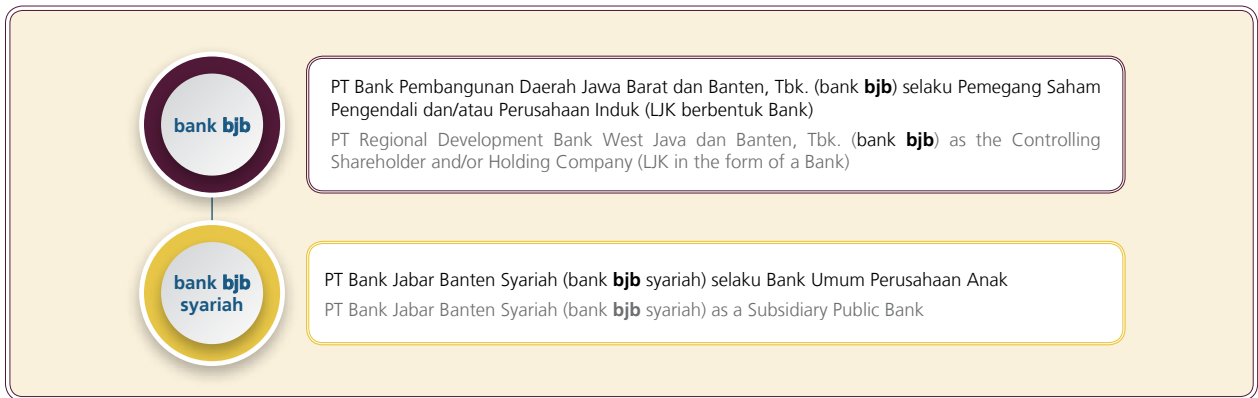 bank bjb
PT Bank Pembangunan Daerah Jawa Barat dan Banten, Tbk. (bank bjb) selaku Pemegang Saham
Pengendali dan/atau Perusahaan Induk (LJK berbentuk Bank)
PT Regional Development Bank West Java dan Banten, Tbk. (bank bjb) as the Controlling
Shareholder and/or Holding Company (LJK in the form of a Bank)
bank bjb
syariah
PT Bank Jabar Banten Syariah (bank bjb syariah) selaku Bank Umum Perusahaan Anak
PT Bank Jabar Banten Syariah (bank bjb syariah) as a Subsidiary Public Bank